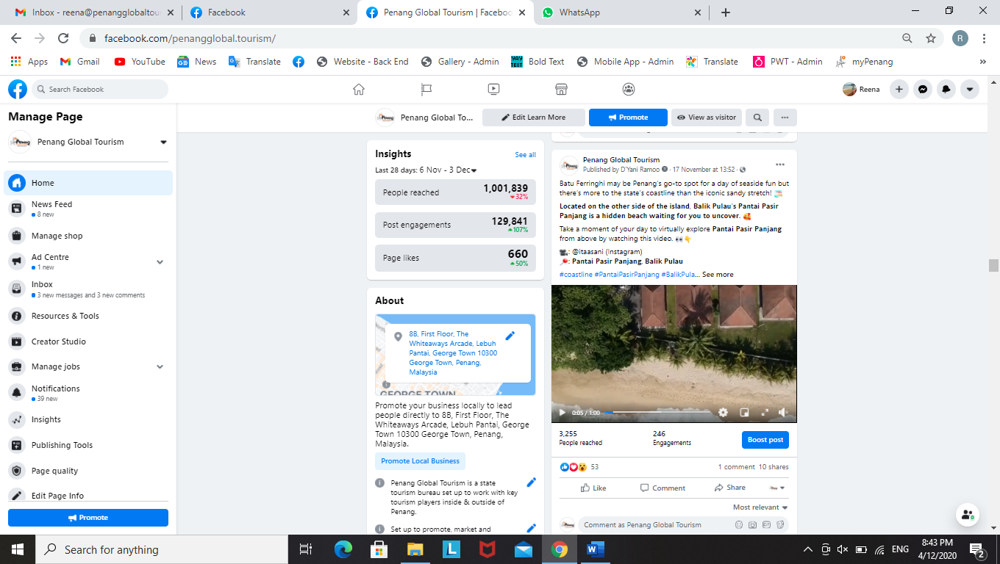 Inbox - reena@penangglobaltou
Facebook
Penang Global Tourism | Faceboo
WhatsApp
facebook.com/penangglobal.tourism/
R
Apps
Gmail
YouTube
News
Translate
Website - Back End
Gallery - Admin
YAY TEXT
Bold Text
Mobile App - Admin
Translate
PWT - Admin
myPenang
Search Facebook
Reena
Manage Page
Penang Global Tourism
Home
News Feed
8 new
Manage shop
Ad Centre
1 new
Inbox
3 new messages and 3 new comments
Resources & Tools
Creator Studio
Manage jobs
Notifications
39 new
Insights
Publishing Tools
Page quality
Edit Page Info
Promote
Penang Global To...
Edit Learn More
Promote
View as visitor
Insights
See all
Last 28 days: 6 Nov - 3 Dec
People reached
1,001,839
32%
Post engagements
129,841
107%
Page likes
660
50%
About
8B, First Floor, The
Whiteaways Arcade, Lebuh
Pantai, George Town 10300
George Town, Penang,
Malaysia
GEORGE TOWN
Promote your business locally to lead
people directly to 8B, First Floor, The
Whiteaways Arcade, Lebuh Pantai, George
Town 10300 George Town, Penang,
Malaysia.
Promote Local Business
Penang Global Tourism is a state
tourism bureau set up to work with key
tourism players inside & outside of
Penang.
Set up to promote, market and
Penang Global Tourism
Published by D'Yani Ramoo · 17 November at 13:52 ·
Batu Ferringhi may be Penang's go-to spot for a day of seaside fun but
there's more to the state's coastline than the iconic sandy stretch!
Located on the other side of the island, Balik Pulau's Pantai Pasir
Panjang is a hidden beach waiting for you to uncover.
Take a moment of your day to virtually explore Pantai Pasir Panjang
from above by watching this video.
: @itaasani (Instagram)
: Pantai Pasir Panjang, Balik Pulau
#coastline #PantaiPasirPanjang #BalikPula... See more
0:05 / 1:00
3,255
People reached
246
Engagements
Boost post
53
1 comment 10 shares
Like
Comment
Share
Most relevant
Comment as Penang Global Tourism
GIF
0
Search for anything
L
W
ENG
8:43 PM
4/12/2020
2